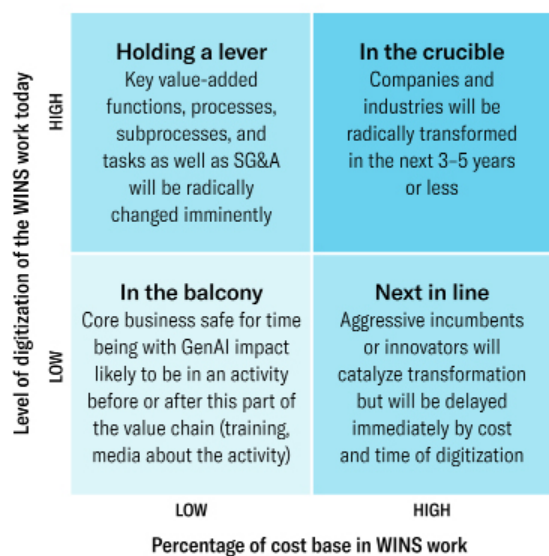 Level of digitization of the WINS work today
HIGH
LOW
Holding a lever
Key value-added
functions, processes,
subprocesses, and
tasks as well as SG&A
will be radically
changed imminently
In the crucible
Companies and
industries will be
radically transformed
in the next 3–5 years
or less
In the balcony
Core business safe for time
being with GenAI impact
likely to be in an activity
before or after this part of
the value chain (training,
media about the activity)
Next in line
Aggressive incumbents
or innovators will
catalyze transformation
but will be delayed
immediately by cost
and time of digitization
LOW
HIGH
Percentage of cost base in WINS work